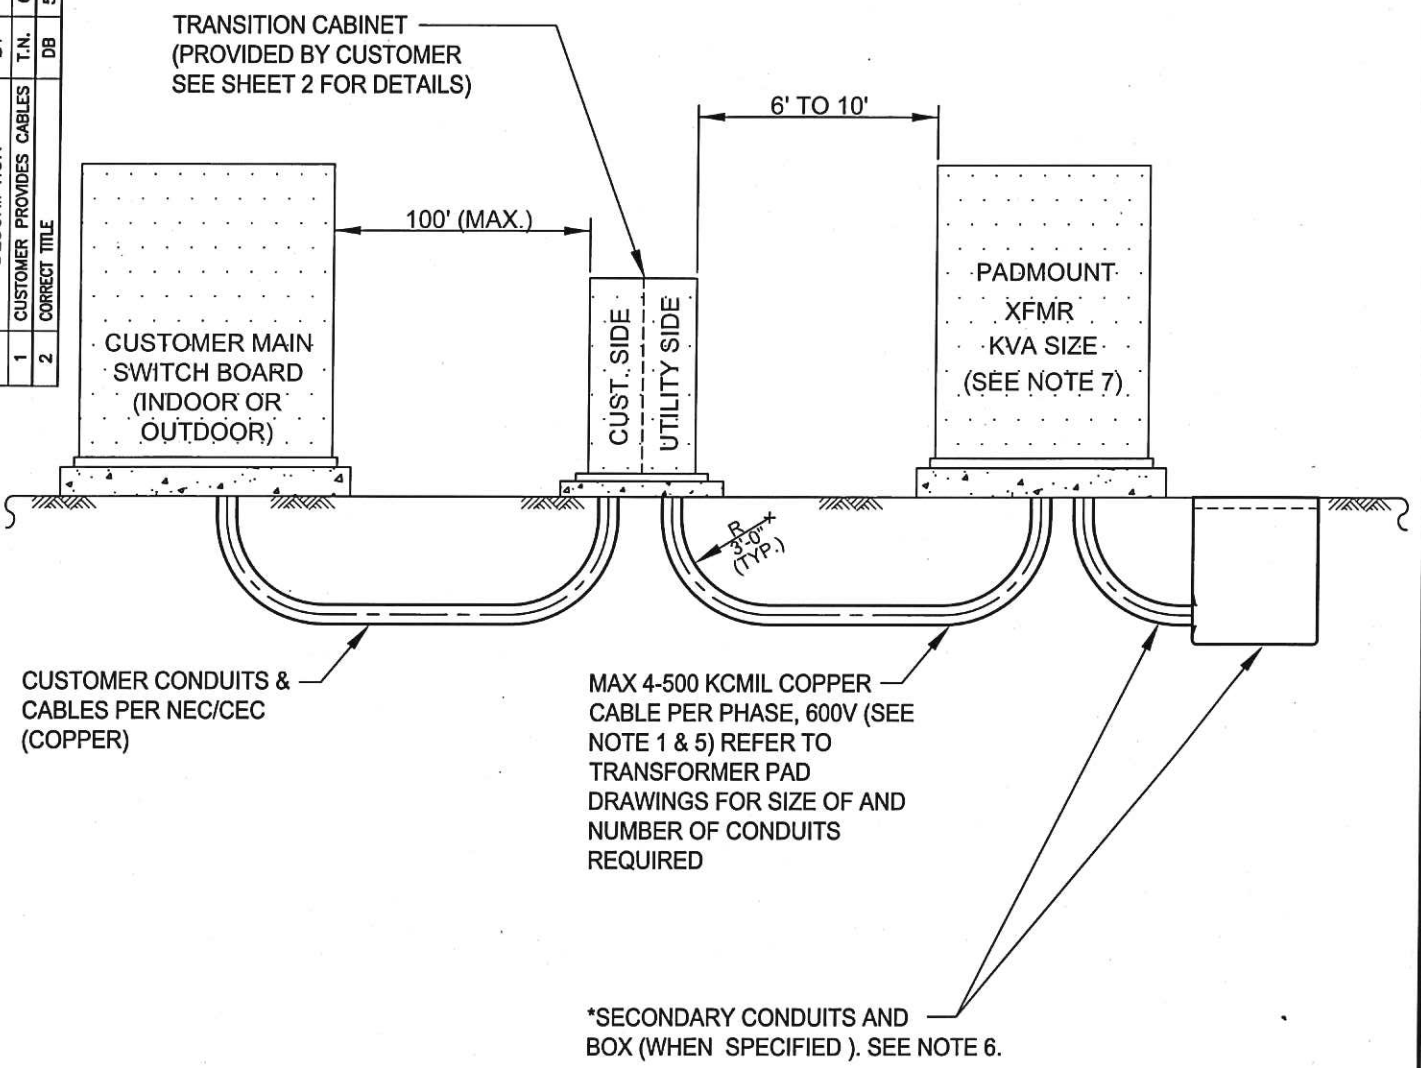 TRANSITION CABINET
(PROVIDED BY CUSTOMER
SEE SHEET 2 FOR DETAILS)
T.N.
DB
1 CUSTOMER PROVIDES CABLES
2 CORRECT TITLE
6' TO 10'
100' (MAX.)
CUSTOMER MAIN
SWITCH BOARD
(INDOOR OR
OUTDOOR)
CUST. SIDE
UTILITY SIDE
PADMOUNT
XFMR
KVA SIZE
(SEE NOTE 7)
R
3'-0"
(TYP.)
CUSTOMER CONDUITS &
CABLES PER NEC/CEC
(COPPER)
MAX 4-500 KCMIL COPPER
CABLE PER PHASE, 600V (SEE
NOTE 1 & 5) REFER TO
TRANSFORMER PAD
DRAWINGS FOR SIZE OF AND
NUMBER OF CONDUITS
REQUIRED
*SECONDARY CONDUITS AND
BOX (WHEN SPECIFIED ). SEE NOTE 6.